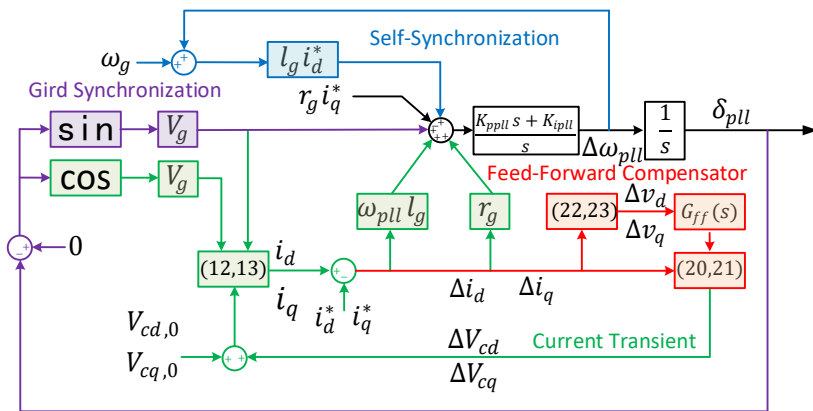 Self-Synchronization
ω_g
+
+
l_g i_d^*
Gird Synchronization
r_g i_q^*
sin
V_g
+
+
+
+
K_ppll s + K_ipll
s
Δω_pll
1
s
δ_pll
cos
V_g
Feed-Forward Compensator
ω_pll l_g
r_g
(22,23)
Δv_d
Δv_q
G_ff(s)
- +
0
(12,13)
i_d
i_q
+ -
i_d^* i_q^*
Δi_d Δi_q
(20,21)
V_cd,0
V_cq,0
+ +
ΔV_cd
ΔV_cq
Current Transient